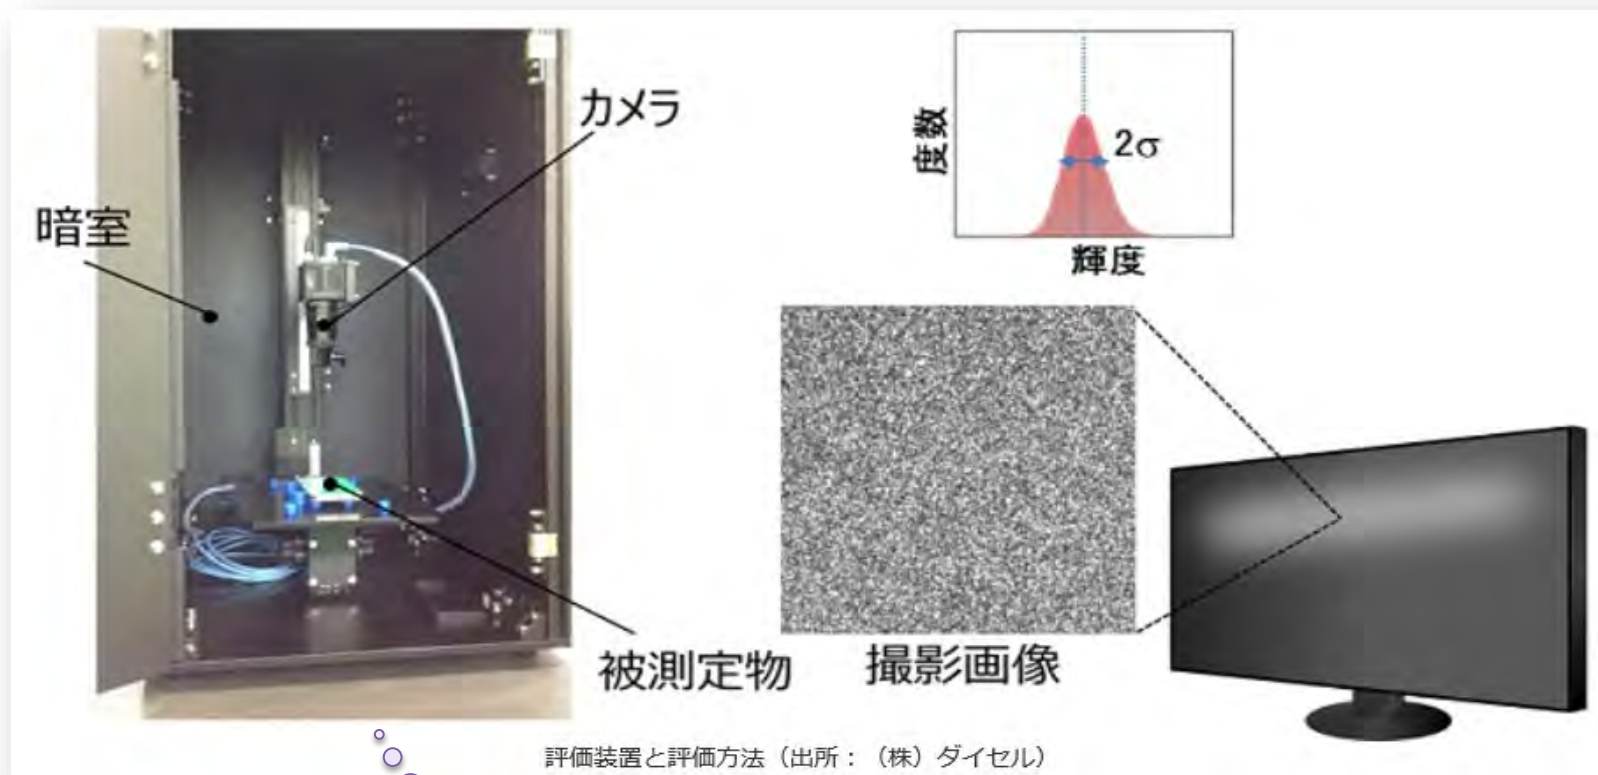 カメラ
暗室
被測定物
度数
2σ
輝度
撮影画像
評価装置と評価方法（出所：（株）ダイセル）